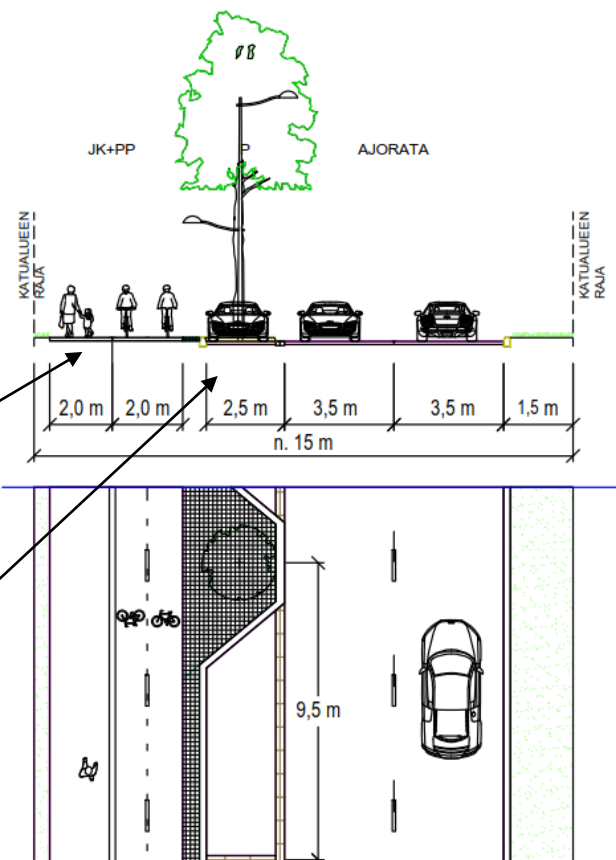 JK+PP
P
AJORATA
KATUALUEEN
RAJA
KATUALUEEN
RAJA
2,0 m
2,0 m
2,5 m
3,5 m
3,5 m
1,5 m
n. 15 m
9,5 m